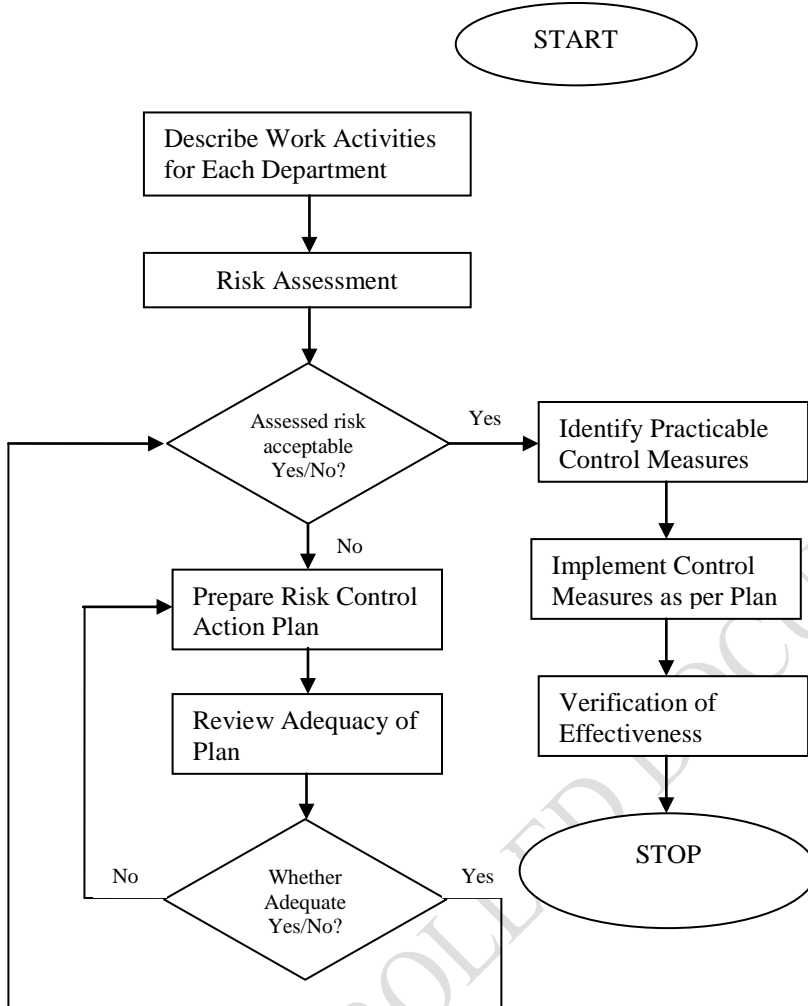 START
Describe Work Activities
for Each Department
Risk Assessment
Assessed risk
acceptable
Yes/No?
Yes
Identify Practicable
Control Measures
No
Prepare Risk Control
Action Plan
Implement Control
Measures as per Plan
Review Adequacy of
Plan
Verification of
Effectiveness
STOP
No
Whether
Adequate
Yes/No?
Yes